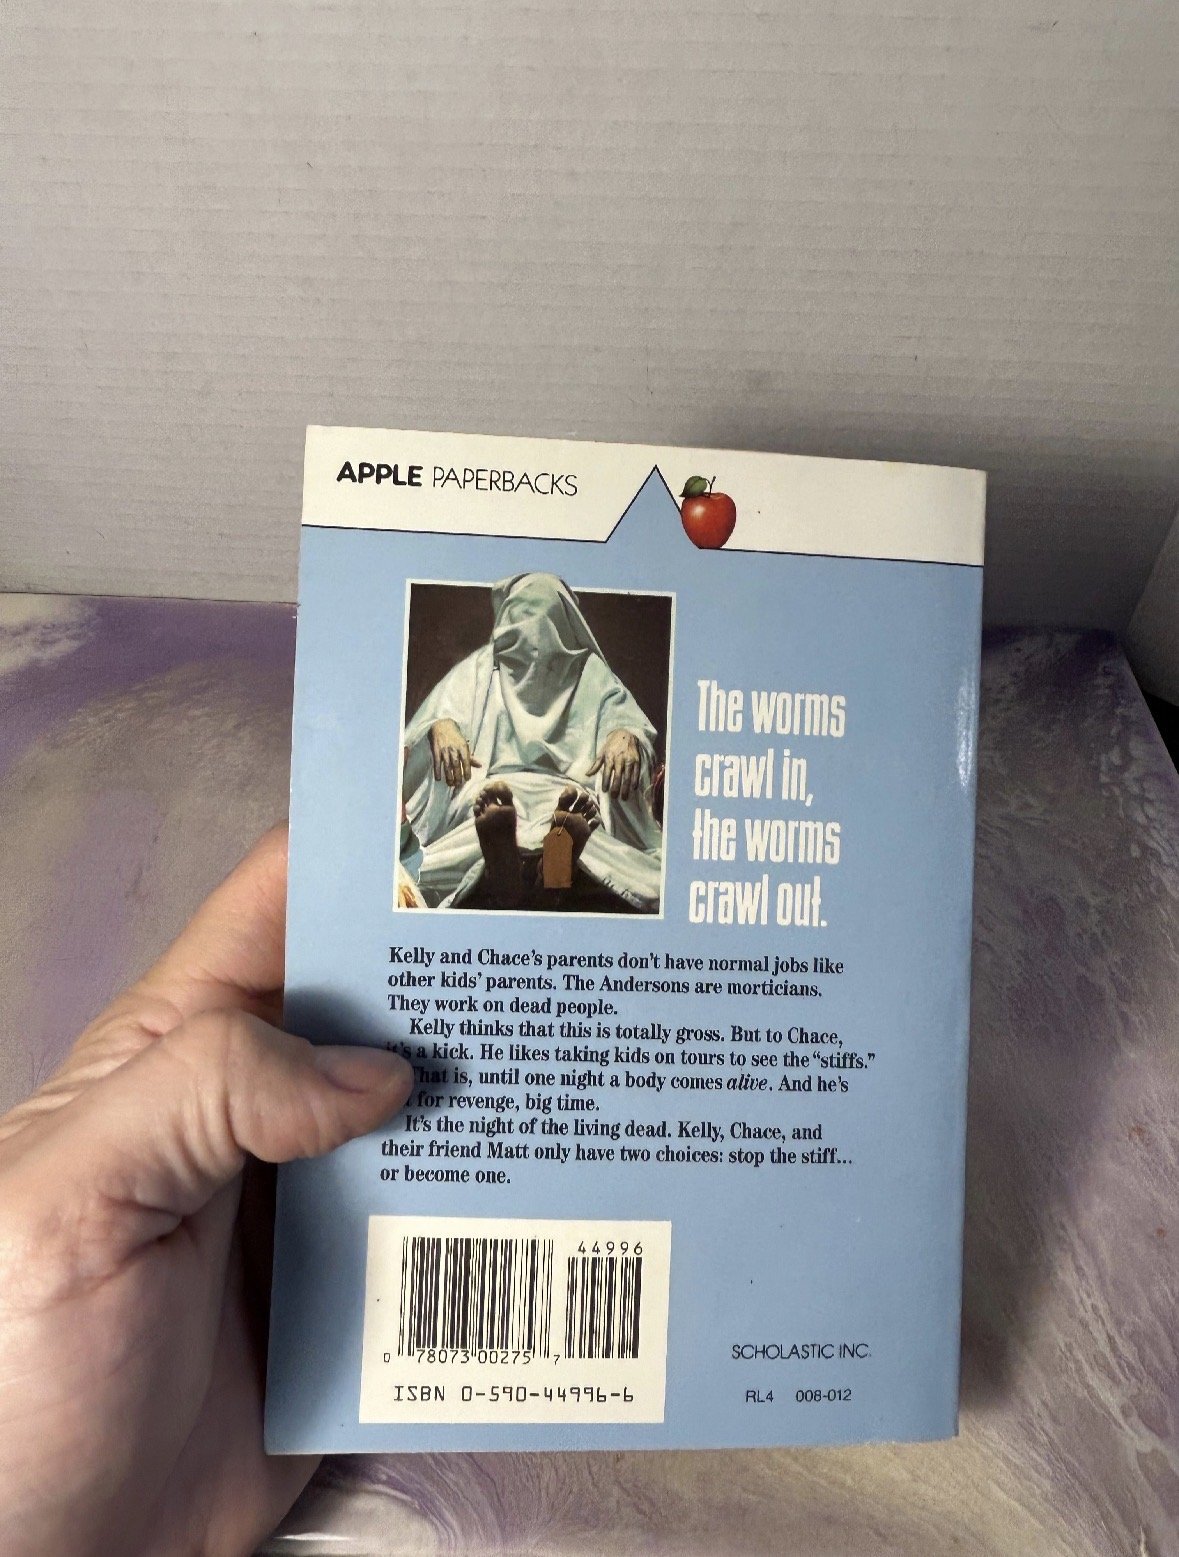 APPLE PAPERBACKS
The worms
crawl in,
the worms
crawl out.
Kelly and Chace's parents don't have normal jobs like
other kids' parents. The Andersons are morticians.
They work on dead people.
Kelly thinks that this is totally gross. But to Chace,
it's a kick. He likes taking kids on tours to see the "stiffs."
That is, until one night a body comes alive. And he's
for revenge, big time.
It's the night of the living dead. Kelly, Chace, and
their friend Matt only have two choices: stop the stiff...
or become one.
44996
0 78073 00275 7
ISBN 0-590-44996-6
SCHOLASTIC INC.
RL4 008-012